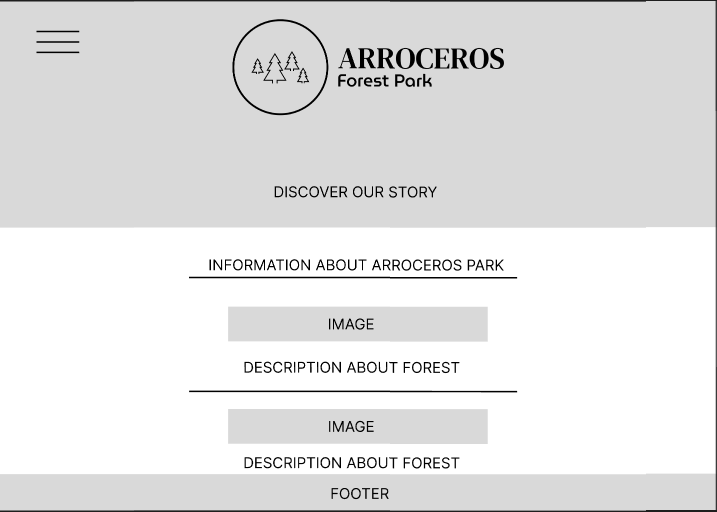 ARROCEROS
Forest Park
DISCOVER OUR STORY
INFORMATION ABOUT ARROCEROS PARK
IMAGE
DESCRIPTION ABOUT FOREST
IMAGE
DESCRIPTION ABOUT FOREST
FOOTER